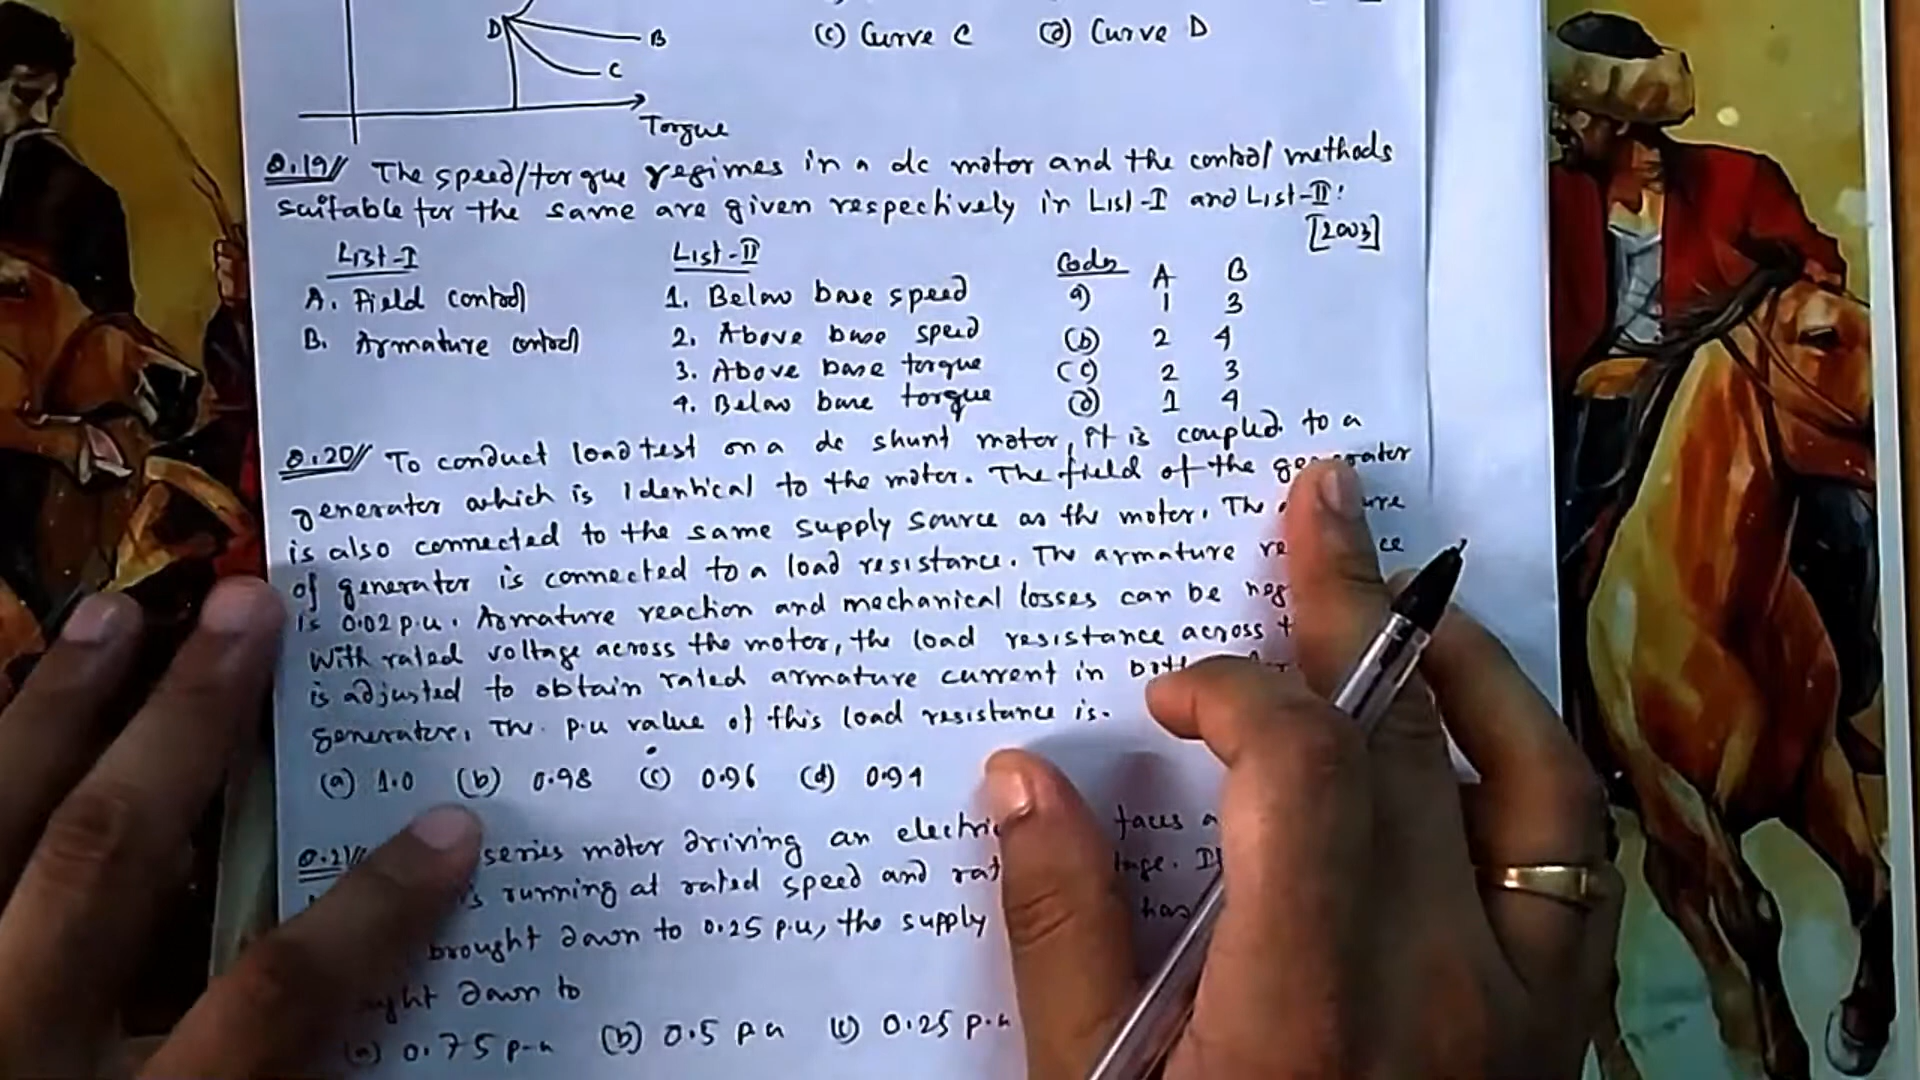 D B (c) Curve C (d) Curve D
C
Torque
Q.19// The speed/torque regimes in a dc motor and the control methods
suitable for the same are given respectively in List-I and List-II:
[2003]
List-I List-II Codes A B
A. Field control 1. Below base speed a) 1 3
B. Armature control 2. Above base speed (b) 2 4
3. Above base torque (c) 2 3
4. Below base torque (d) 1 4
Q.20// To conduct load test on a dc shunt motor, it is coupled to a
generator which is identical to the motor. The field of the generator
is also connected to the same supply source as the motor. The
of generator is connected to a load resistance. The armature
is 0.02 p.u. Armature reaction and mechanical losses can be
With rated voltage across the motor, the load resistance across
is adjusted to obtain rated armature current in
generator. The p.u value of this load resistance is.
(a) 1.0 (b) 0.98 (c) 0.96 (d) 0.94
series motor driving an faces a
is running at rated speed and
brought down to 0.25 p.u, the supply has
down to
(a) 0.75 p-u (b) 0.5 p u (c) 0.25 p.u